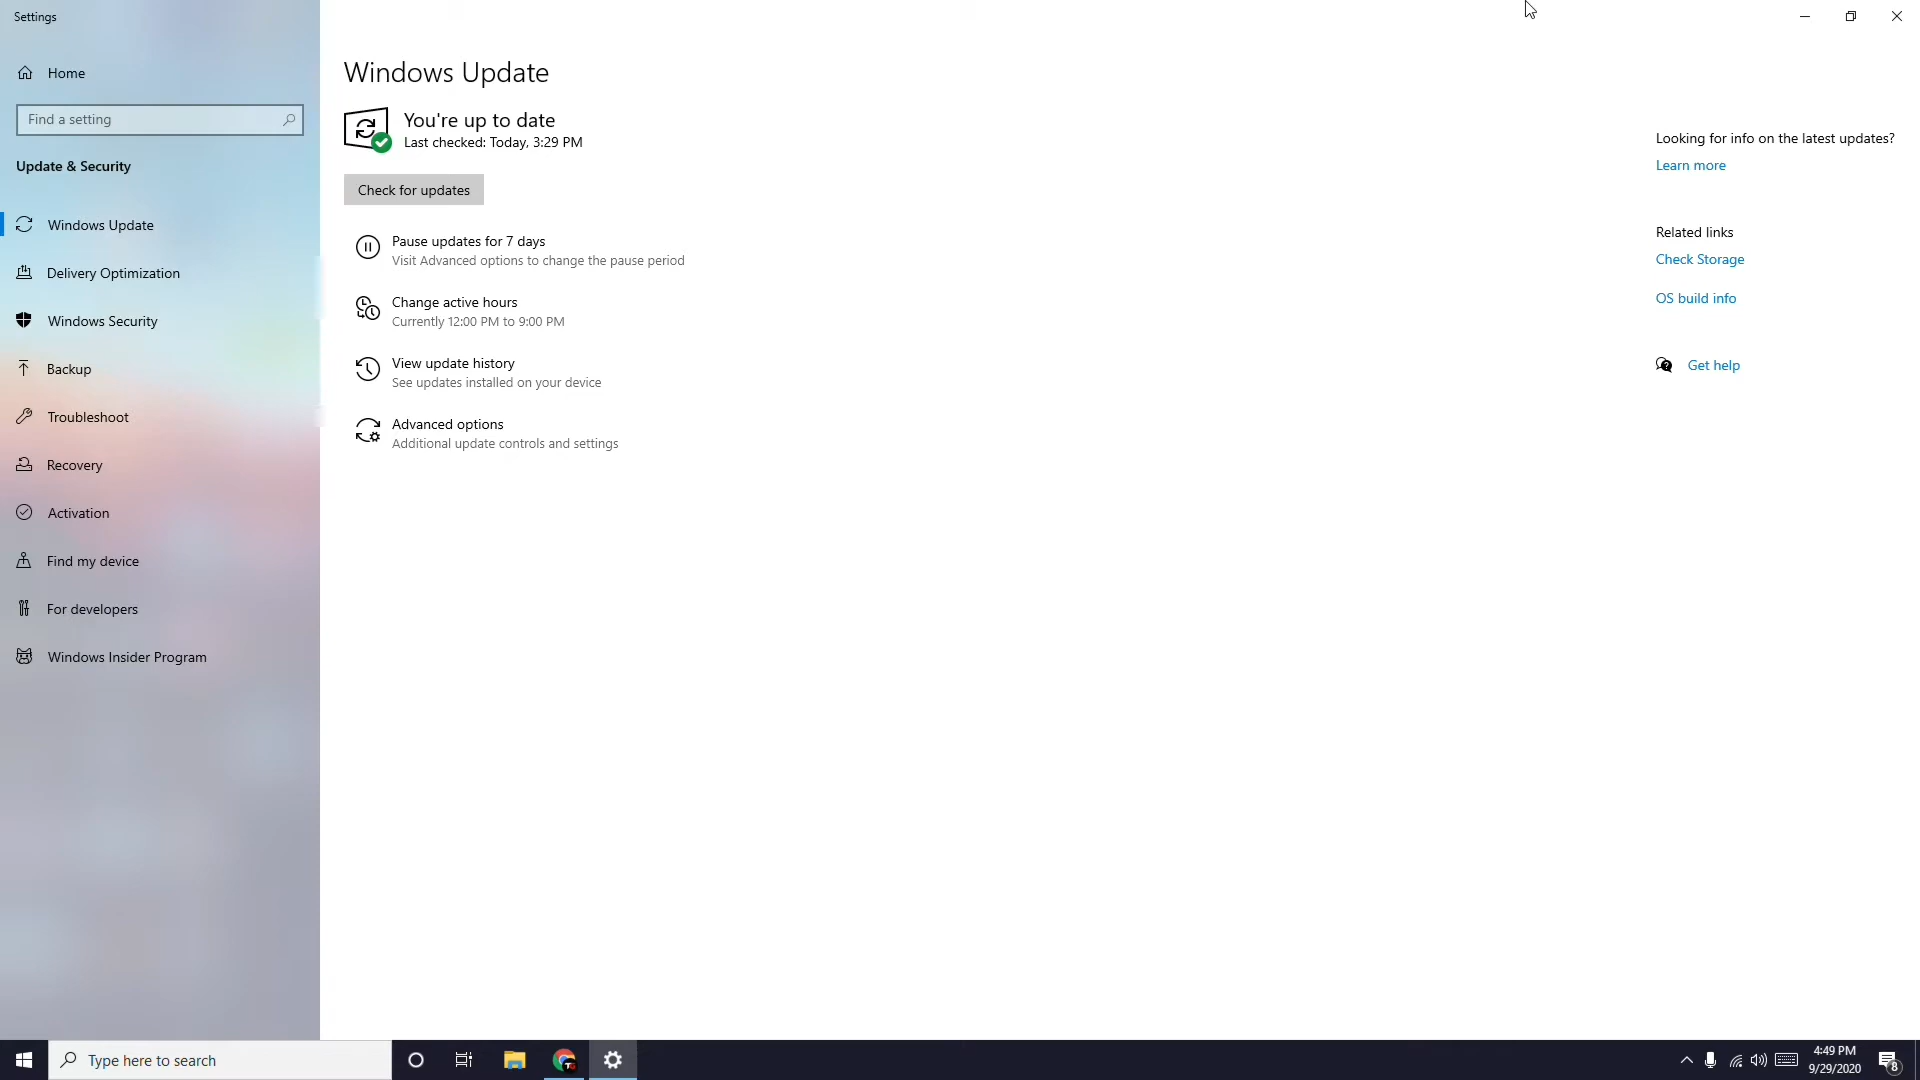 Settings
Home
Find a setting
Update & Security
Windows Update
Delivery Optimization
Windows Security
Backup
Troubleshoot
Recovery
Activation
Find my device
For developers
Windows Insider Program
Windows Update
You're up to date
Last checked: Today, 3:29 PM
Check for updates
Pause updates for 7 days
Visit Advanced options to change the pause period
Change active hours
Currently 12:00 PM to 9:00 PM
View update history
See updates installed on your device
Advanced options
Additional update controls and settings
Looking for info on the latest updates?
Learn more
Related links
Check Storage
OS build info
Get help
Type here to search
4:49 PM
9/29/2020
8